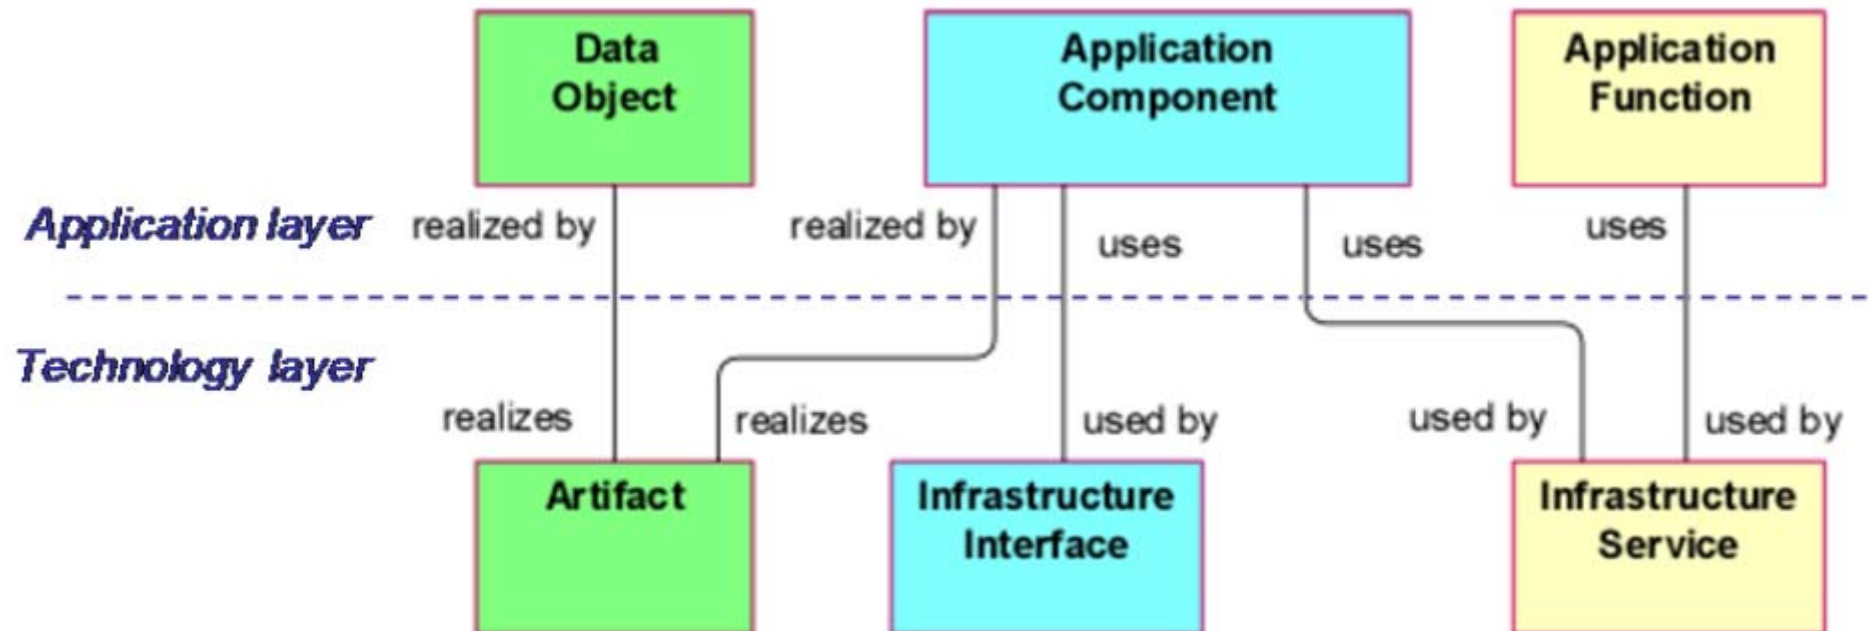 Data
Object
Application
Component
Application
Function
Application layer
realized by
realized by
uses
uses
uses
Technology layer
realizes
realizes
used by
used by
used by
Artifact
Infrastructure
Interface
Infrastructure
Service